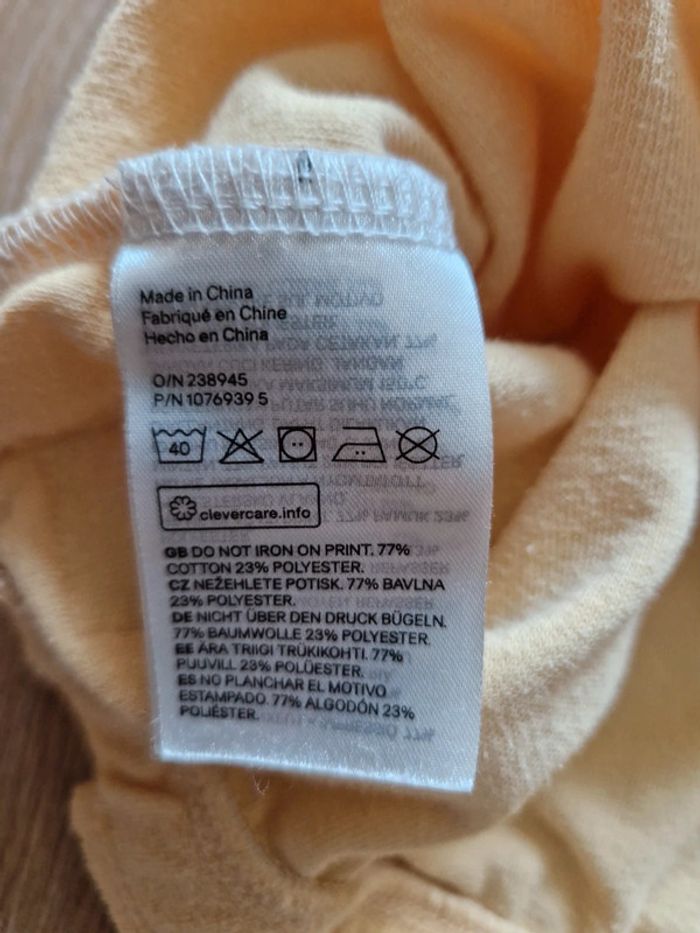 Made in China
Fabriqué en Chine
Hecho en China
O/N 238945
P/N 1076939 5
40
clevercare.info
GB DO NOT IRON ON PRINT. 77%
COTTON 23% POLYESTER.
CZ NEŽEHLETE POTISK. 77% BAVLNA
23% POLYESTER.
DE NICHT ÜBER DEN DRUCK BÜGELN.
77% BAUMWOLLE 23% POLYESTER.
EE ÄRA TRIIGI TRÜKIKOHTI. 77%
PUUVILL 23% POLÜESTER.
ES NO PLANCHAR EL MOTIVO
ESTAMPADO. 77% ALGODÓN 23%
POLIÉSTER.